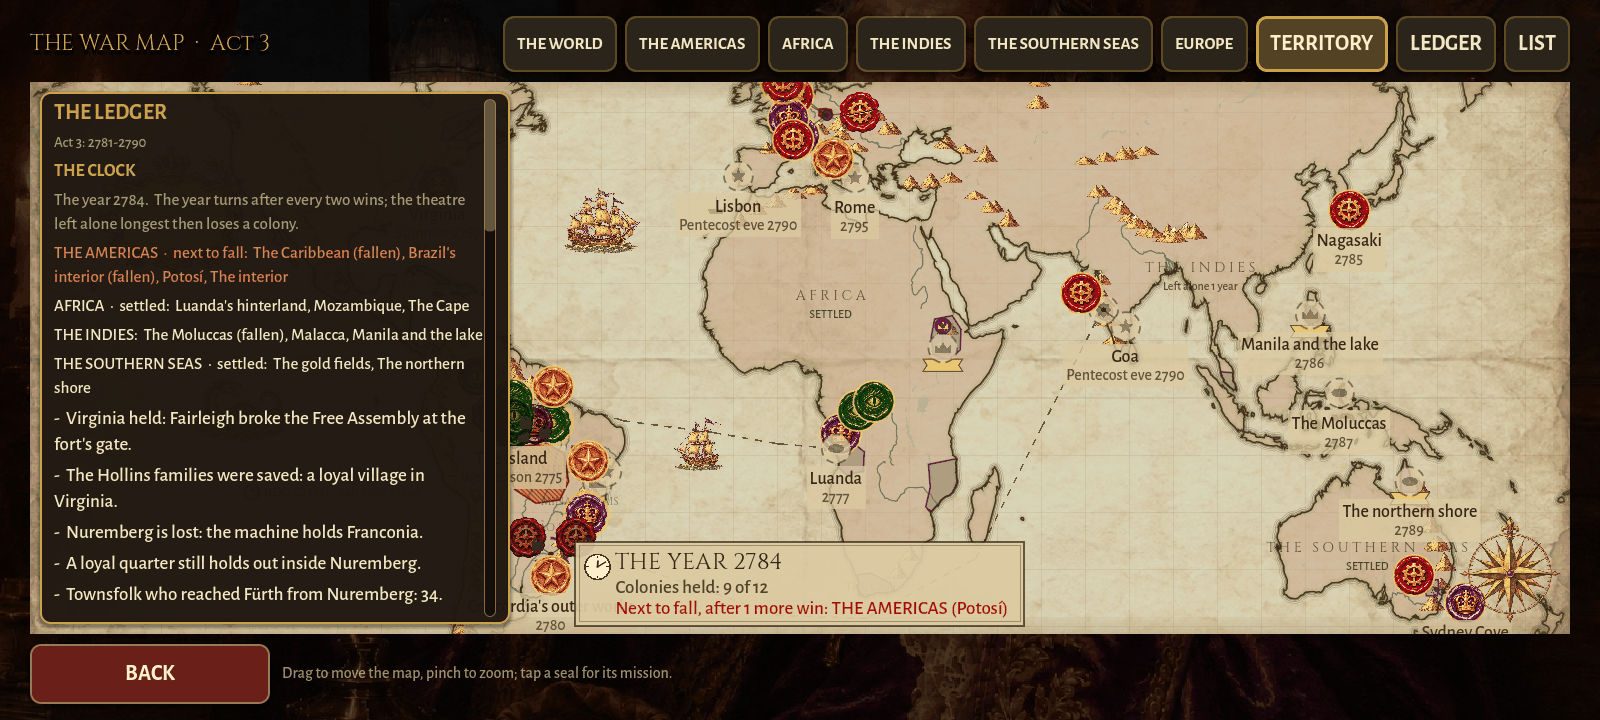 THE WAR MAP · ACT 3
THE WORLD
THE AMERICAS
AFRICA
THE INDIES
THE SOUTHERN SEAS
EUROPE
TERRITORY
LEDGER
LIST
THE LEDGER
Act 3: 2781-2790
THE CLOCK
The year 2784. The year turns after every two wins; the theatre
left alone longest then loses a colony.
THE AMERICAS · next to fall: The Caribbean (fallen), Brazil's
interior (fallen), Potosí, The interior
AFRICA · settled: Luanda's hinterland, Mozambique, The Cape
THE INDIES: The Moluccas (fallen), Malacca, Manila and the lake
THE SOUTHERN SEAS · settled: The gold fields, The northern
shore
- Virginia held: Fairleigh broke the Free Assembly at the
fort's gate.
- The Hollins families were saved: a loyal village in
Virginia.
- Nuremberg is lost: the machine holds Franconia.
- A loyal quarter still holds out inside Nuremberg.
- Townsfolk who reached Fürth from Nuremberg: 34.
Lisbon
Pentecost eve 2790
Rome
2795
Nagasaki
2785
THE INDIES
Left alone 1 year
AFRICA
SETTLED
Goa
Pentecost eve 2790
Manila and the lake
2786
The Moluccas
2787
sland
son 2775
Luanda
2777
The northern shore
2789
THE SOUTHERN SEAS
SETTLED
Sydney Cove
rdia's outer
2780
THE YEAR 2784
Colonies held: 9 of 12
Next to fall, after 1 more win: THE AMERICAS (Potosí)
BACK
Drag to move the map, pinch to zoom; tap a seal for its mission.